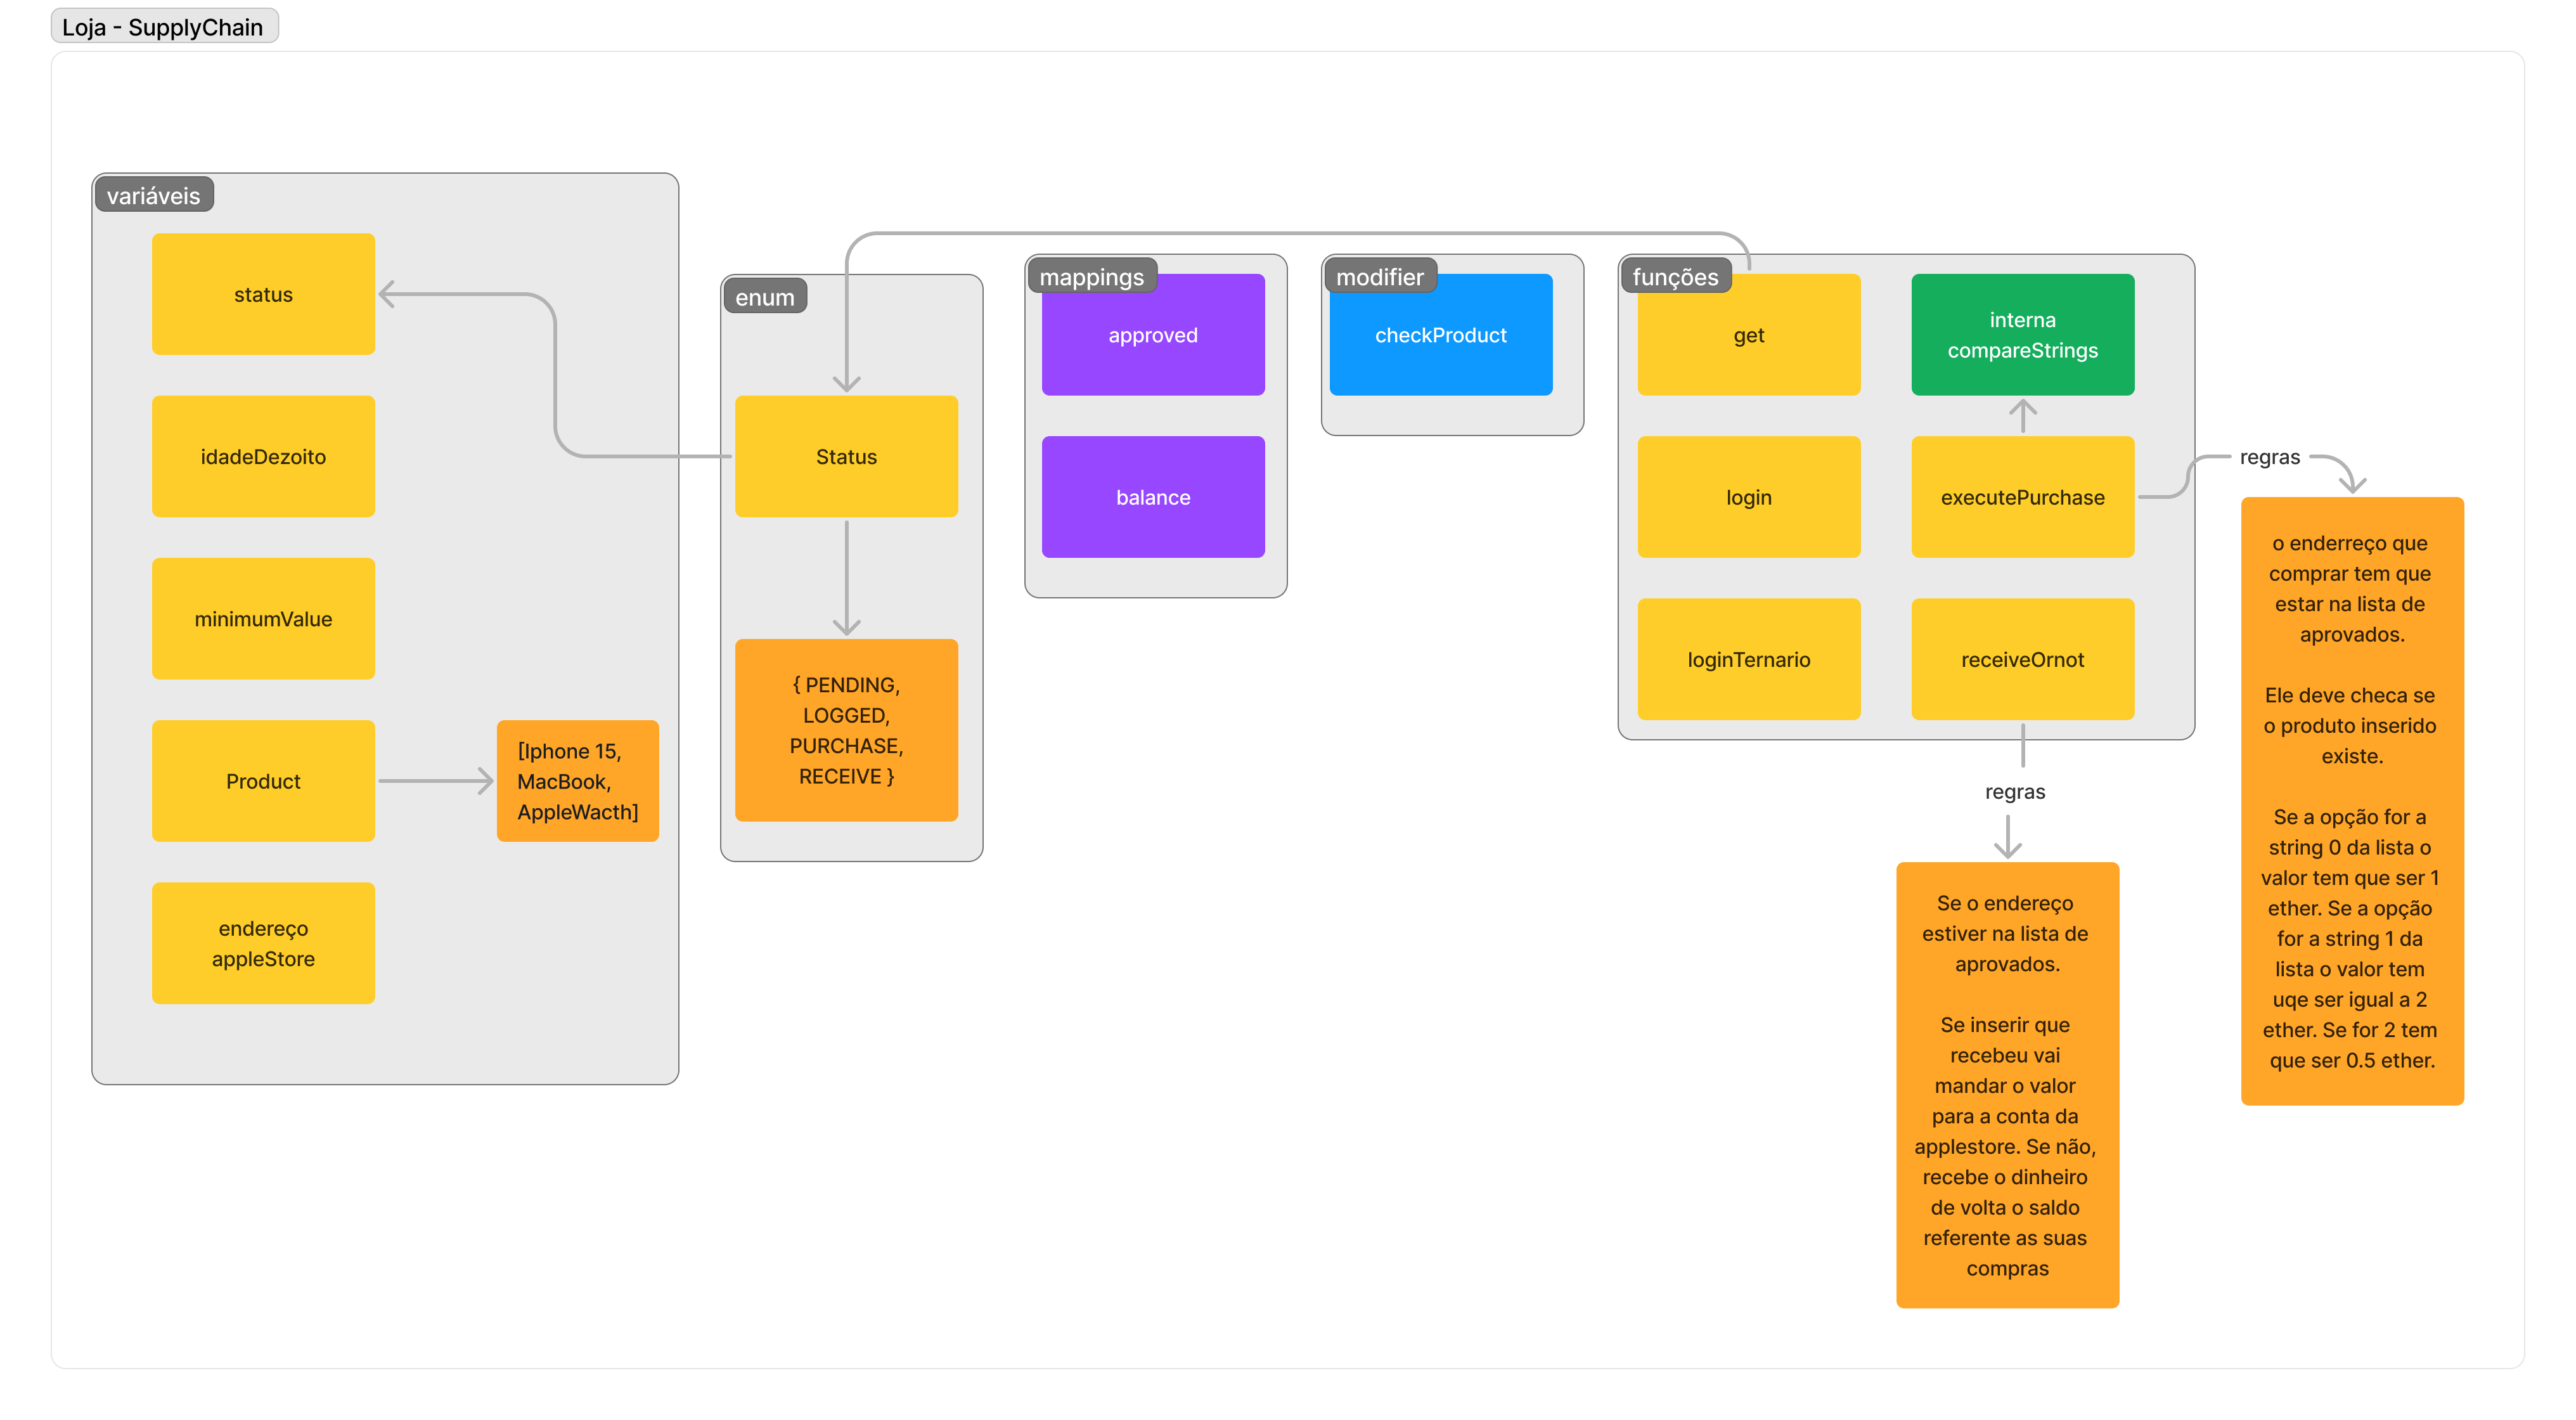 Loja - SupplyChain
variáveis
status
idadeDezoito
minimumValue
Product
[Iphone 15,
MacBook,
AppleWacth]
endereço
appleStore
enum
Status
{ PENDING,
LOGGED,
PURCHASE,
RECEIVE }
mappings
approved
balance
modifier
checkProduct
funções
get
interna
compareStrings
login
executePurchase
loginTernario
receiveOrnot
regras
o enderreço que
comprar tem que
estar na lista de
aprovados.
Ele deve checa se
o produto inserido
existe.
Se a opção for a
string 0 da lista o
valor tem que ser 1
ether. Se a opção
for a string 1 da
lista o valor tem
uqe ser igual a 2
ether. Se for 2 tem
que ser 0.5 ether.
regras
Se o endereço
estiver na lista de
aprovados.
Se inserir que
recebeu vai
mandar o valor
para a conta da
applestore. Se não,
recebe o dinheiro
de volta o saldo
referente as suas
compras